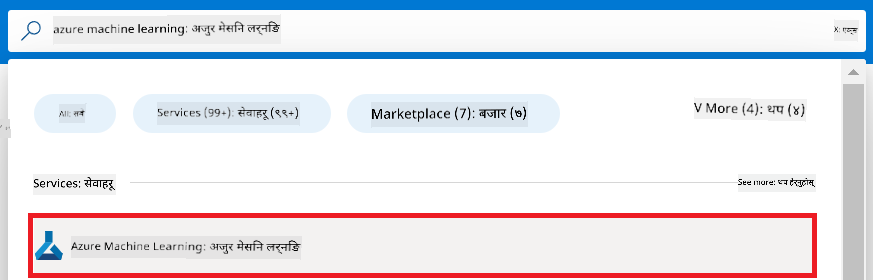 azure machine learning: अजुर मेसनि लर्नङि
X: एक्स
All: सबै
Services (99+): सेवाहरू (९९+)
Marketplace (7): बजार (७)
V More (4): थप (४)
Services: सेवाहरू
See more: थप हेर्नुहोस्
Azure Machine Learning: अजुर मेसनि लर्नङि